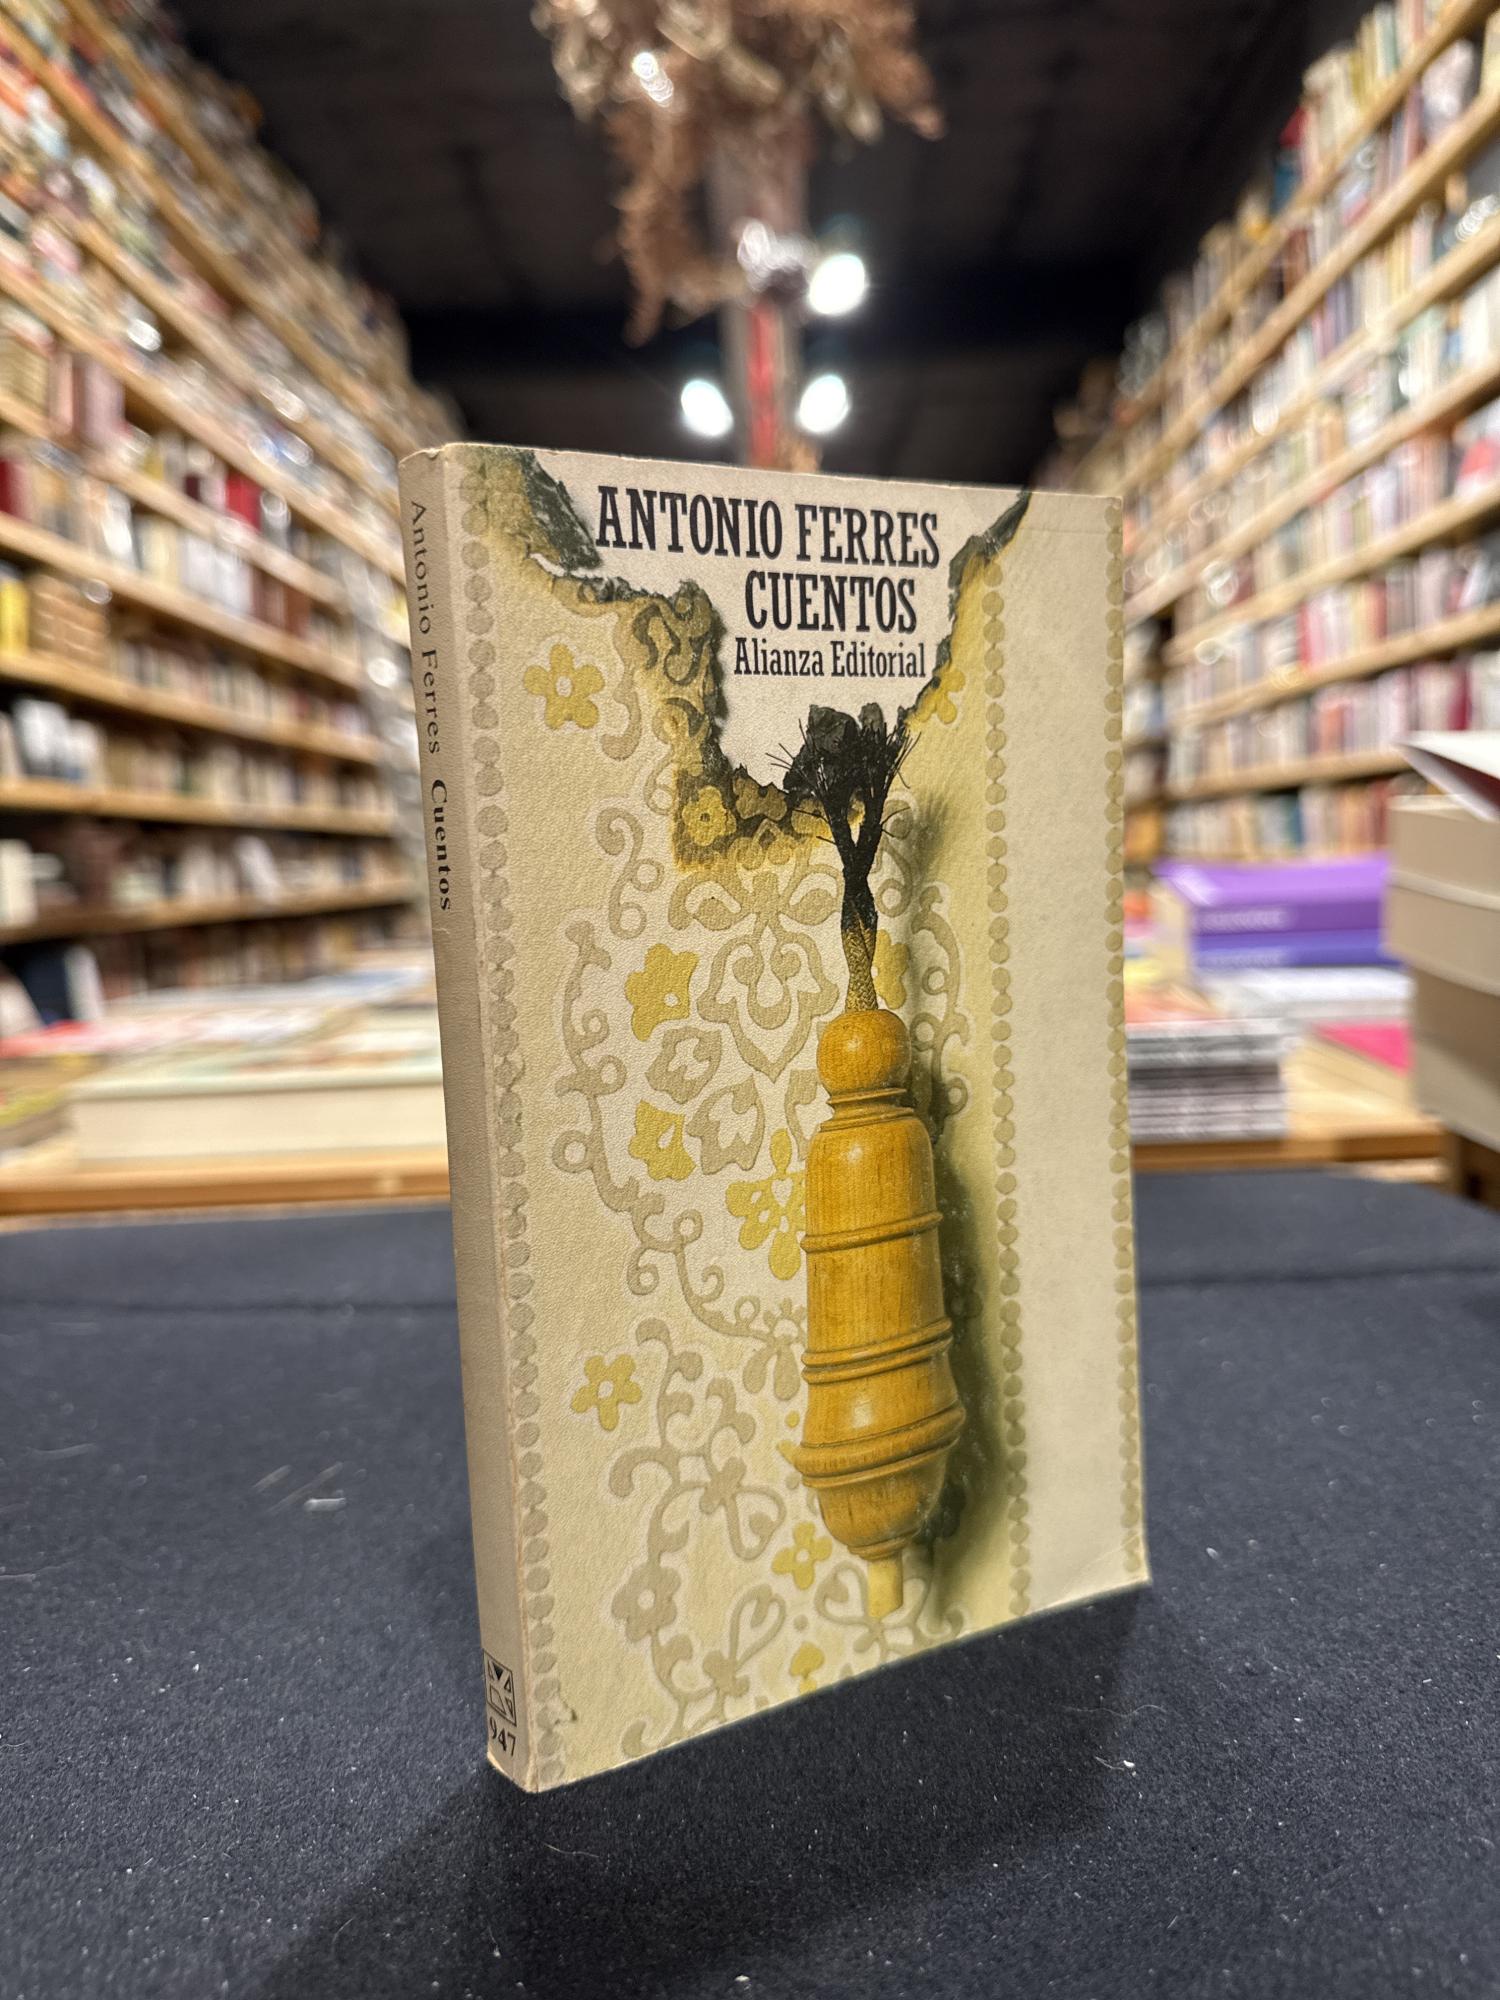 ANTONIO FERRES
CUENTOS
Alianza Editorial
Antonio Ferres Cuentos
947